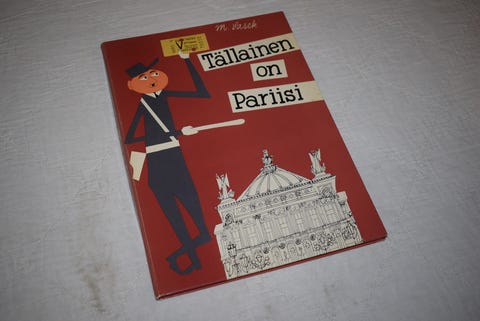 M. Sasek
Tällainen
on
Pariisi